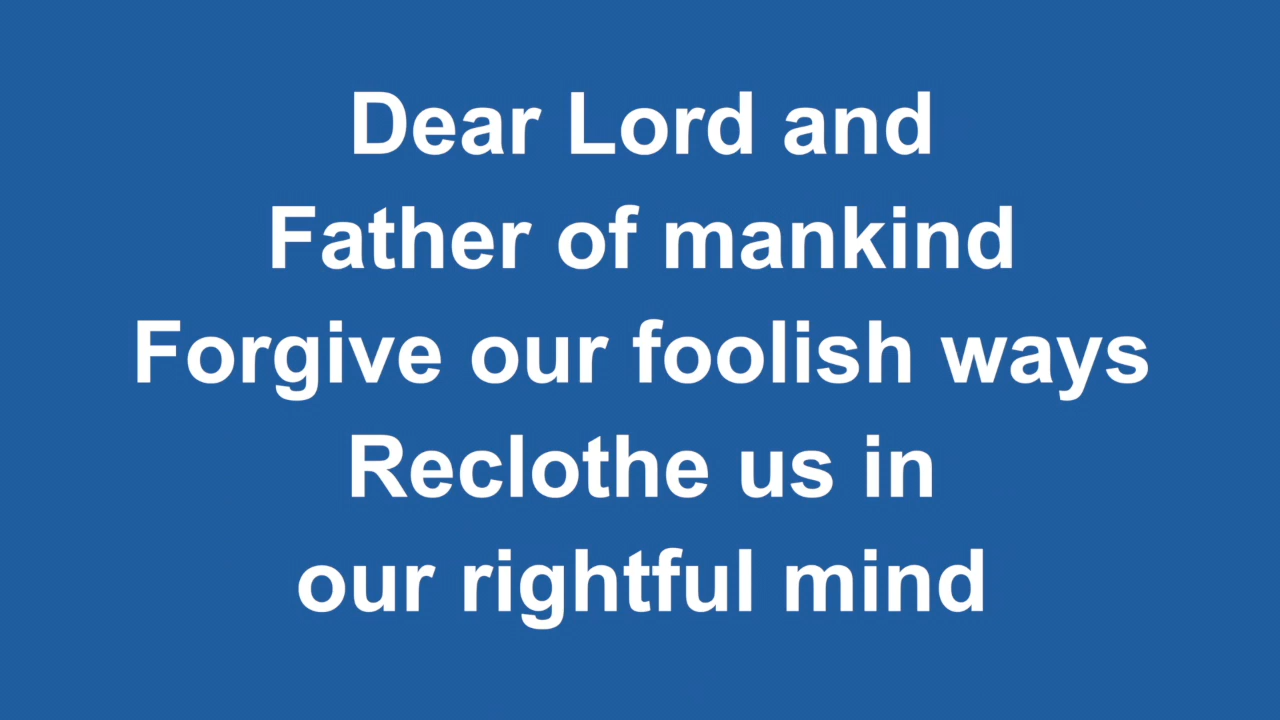 Dear Lord and
Father of mankind
Forgive our foolish ways
Reclothe us in
our rightful mind